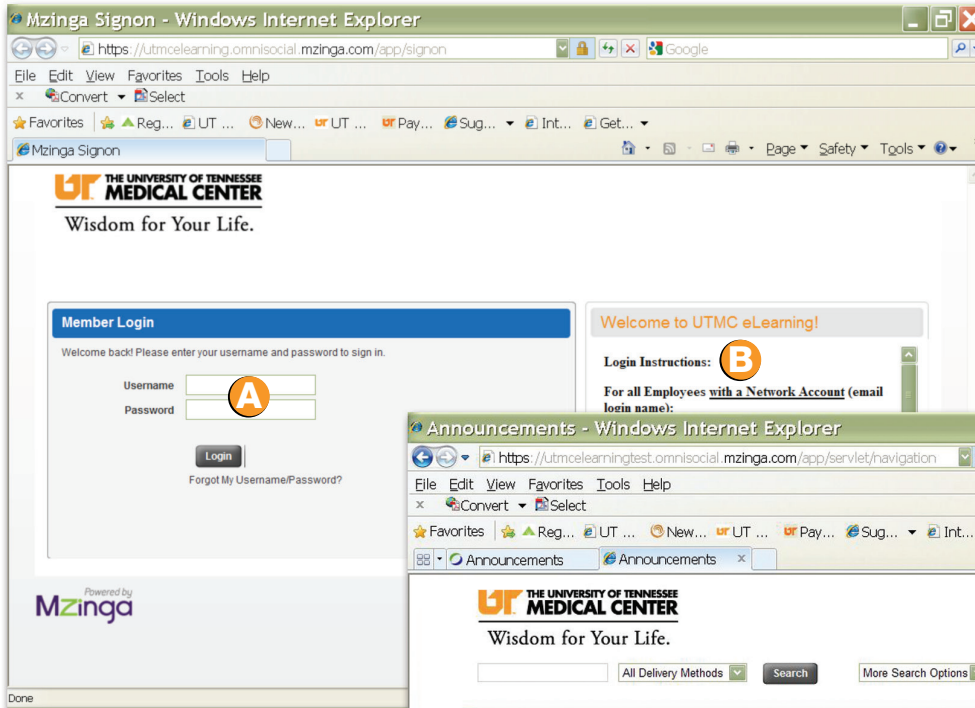 Mzinga Signon - Windows Internet Explorer
https://utmcelearning.omnisocial.mzinga.com/app/signon
Google
File Edit View Favorites Tools Help
x Convert Select
Favorites Reg... UT ... New... UT ... Pay... Sug... Int... Get...
Mzinga Signon
Page Safety Tools
UT THE UNIVERSITY OF TENNESSEE
MEDICAL CENTER
Wisdom for Your Life.
Member Login
Welcome back! Please enter your username and password to sign in.
Username
A
Password
Login
Forgot My Username/Password?
Welcome to UTMC eLearning!
Login Instructions:
B
For all Employees with a Network Account (email
login name):
Powered by
Mzinga
Done
Announcements - Windows Internet Explorer
https://utmcelearningtest.omnisocial.mzinga.com/app/servlet/navigation
File Edit View Favorites Tools Help
x Convert Select
Favorites Reg... UT ... New... UT ... Pay... Sug... Int...
Announcements Announcements x
UT THE UNIVERSITY OF TENNESSEE
MEDICAL CENTER
Wisdom for Your Life.
All Delivery Methods Search More Search Options